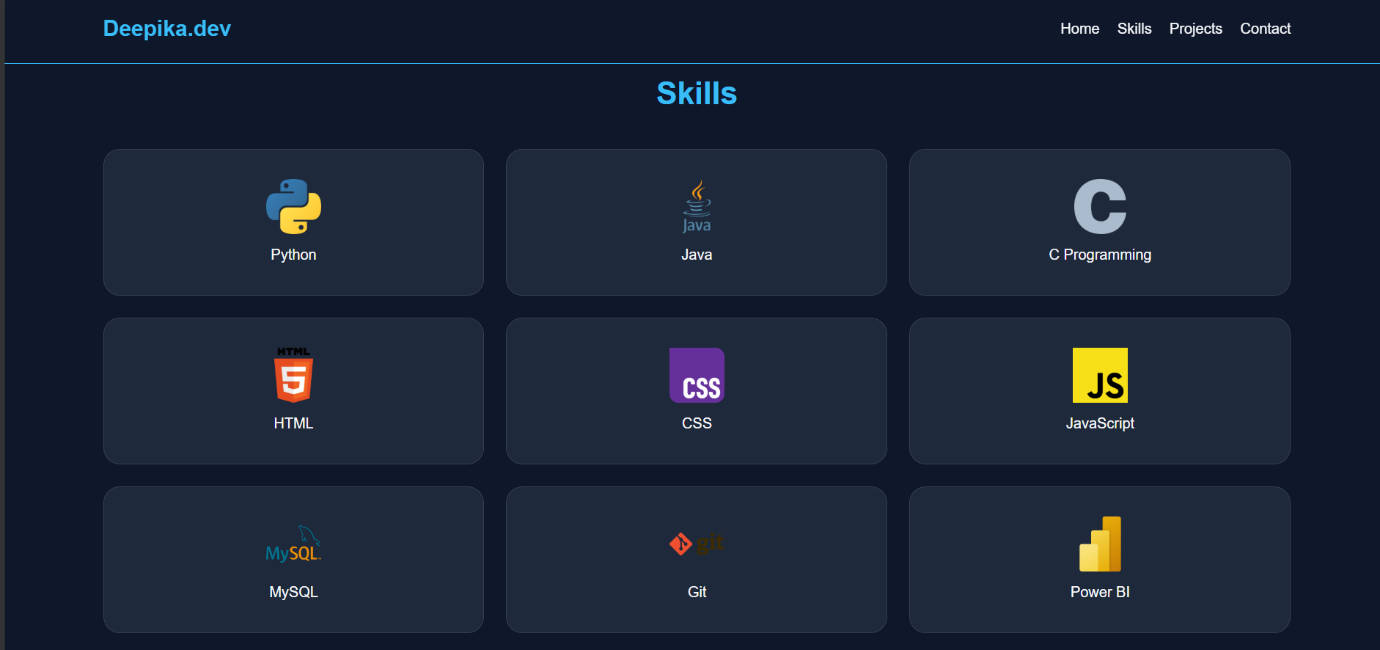 Deepika.dev
Home Skills Projects Contact
Skills
Java
C
Python
Java
C Programming
HTML
5
CSS
JS
HTML
CSS
JavaScript
MySQL™
git
MySQL
Git
Power BI